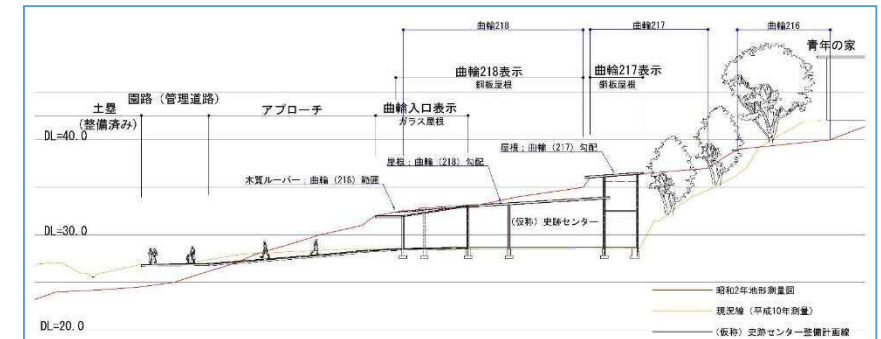 曲輪218
曲輪217
曲輪216
青年の家
曲輪218表示
銅板屋根
曲輪217表示
銅板屋根
土塁
(整備済み)
園路（管理道路）
アプローチ
曲輪入口表示
ガラス屋根
DL=40.0
屋根：曲輪（217）勾配
屋根：曲輪（218）勾配
木質ルーバー：曲輪（218）範囲
DL=30.0
(仮称）史跡センター
昭和2年地形測量図
現況線（平成10年測量）
(仮称）史跡センター整備計画線
DL=20.0